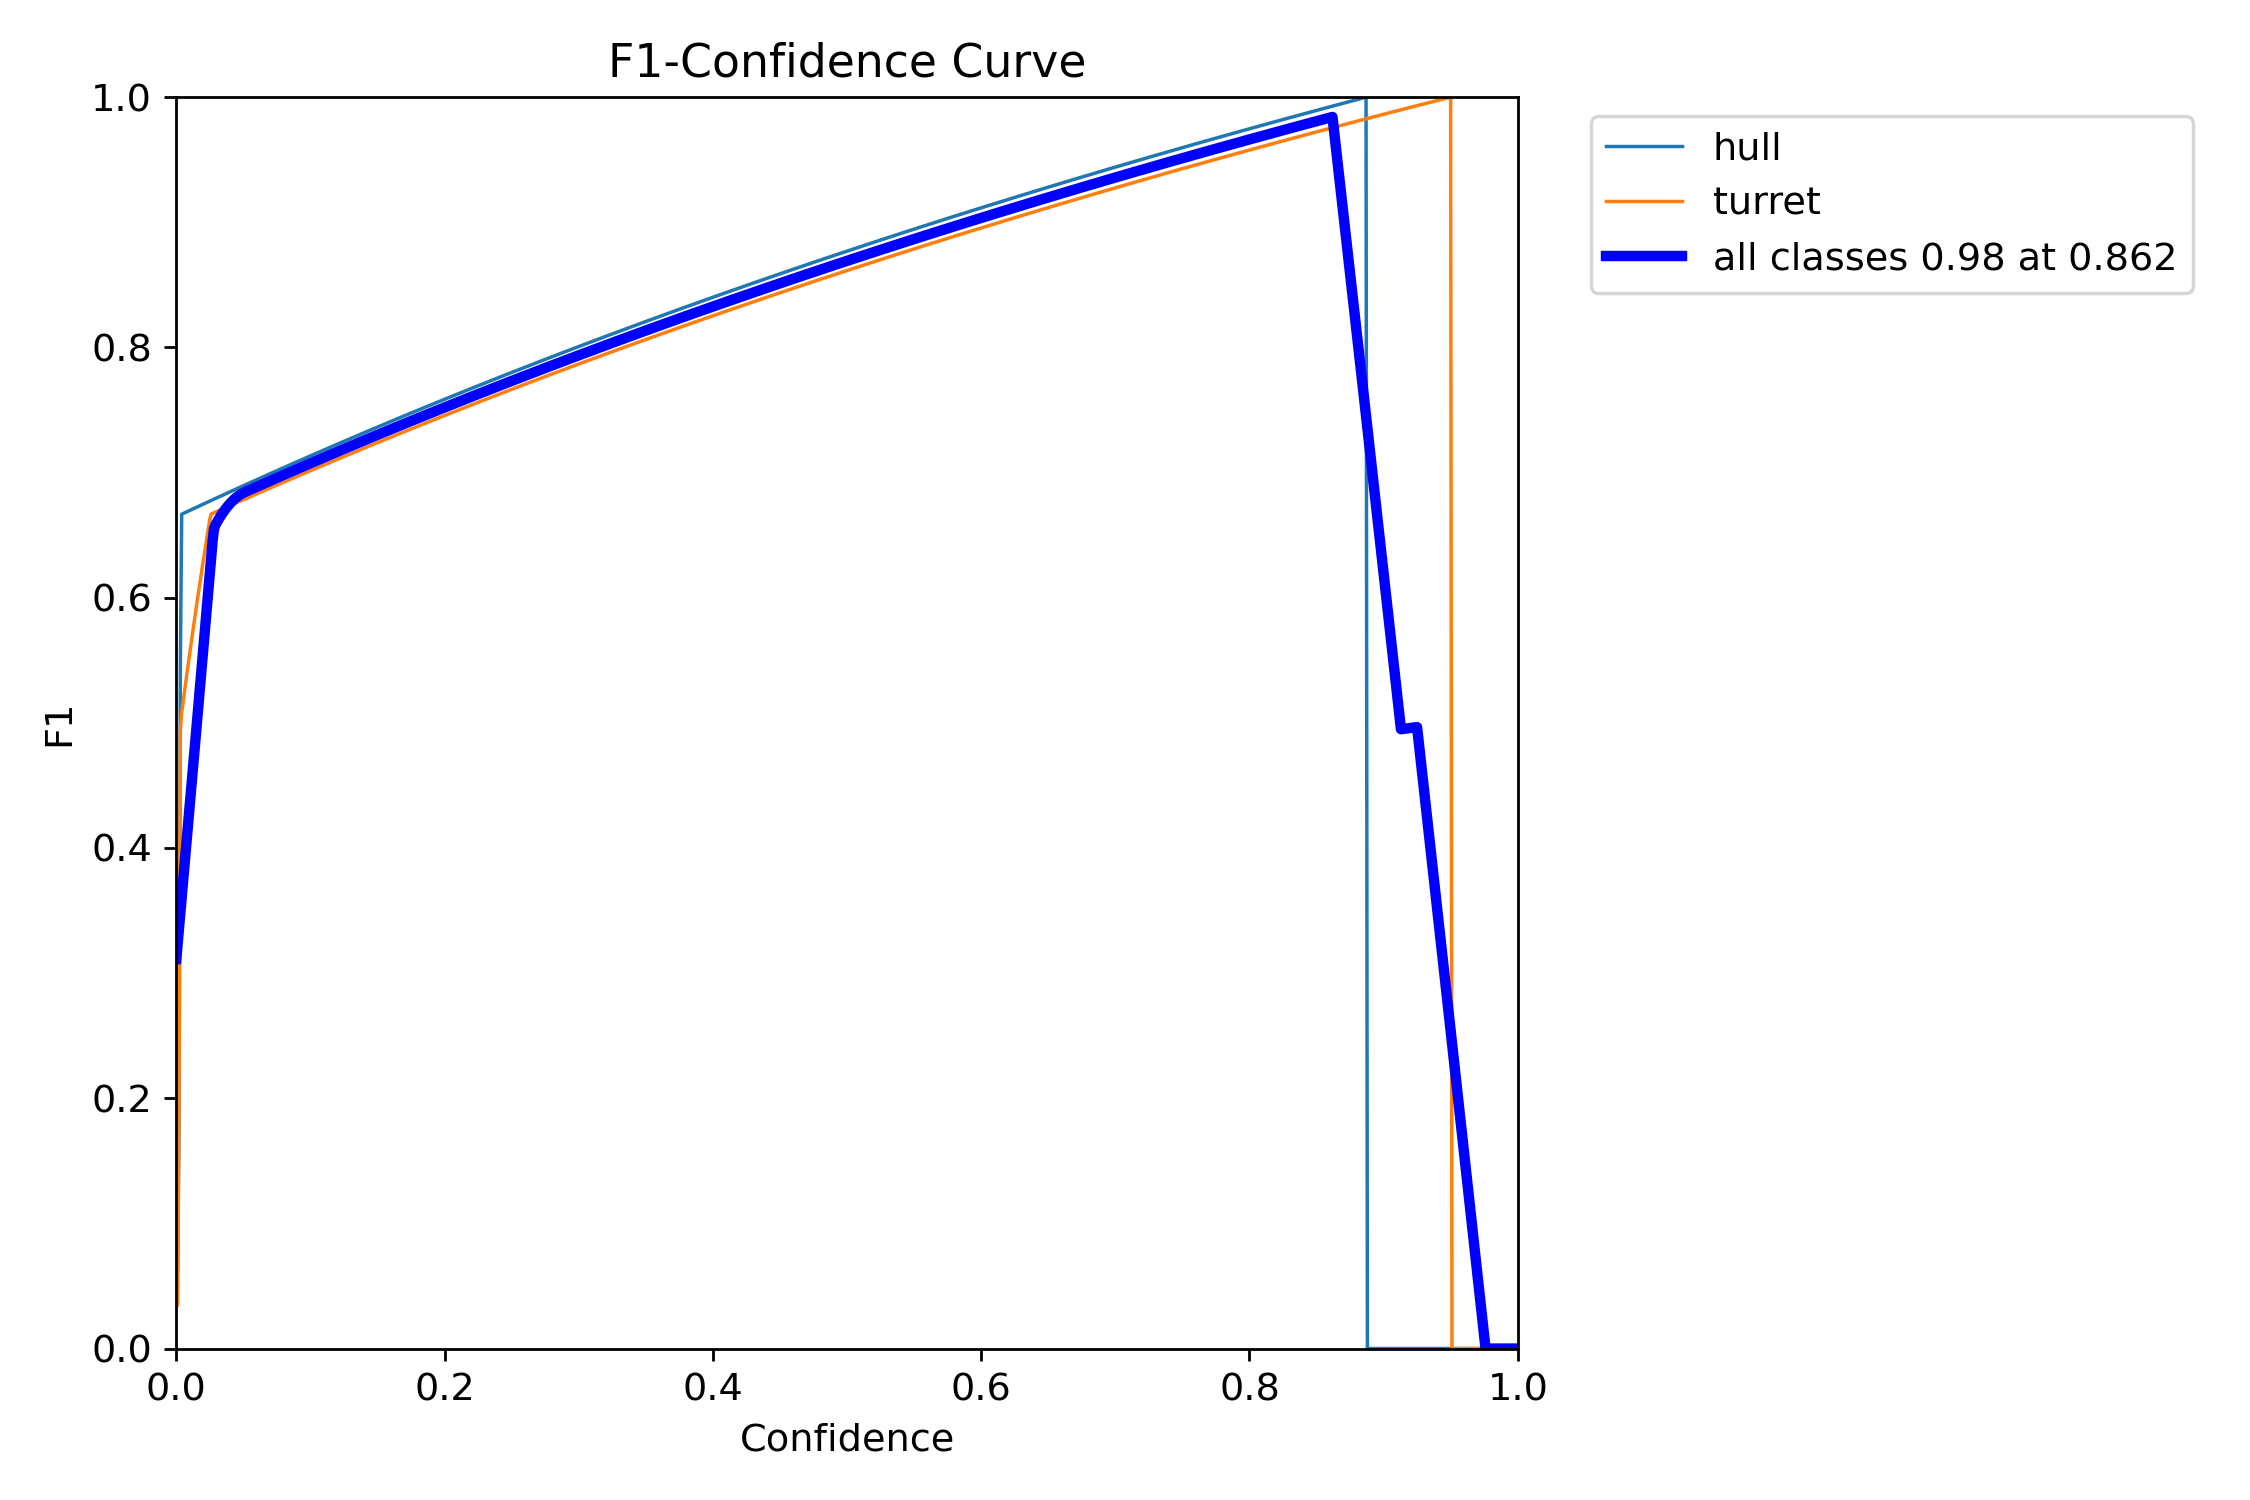 F1-Confidence Curve
hull
turret
all classes 0.98 at 0.862
1.0
0.8
0.6
0.4
0.2
0.0
F1
0.0 0.2 0.4 0.6 0.8 1.0
Confidence